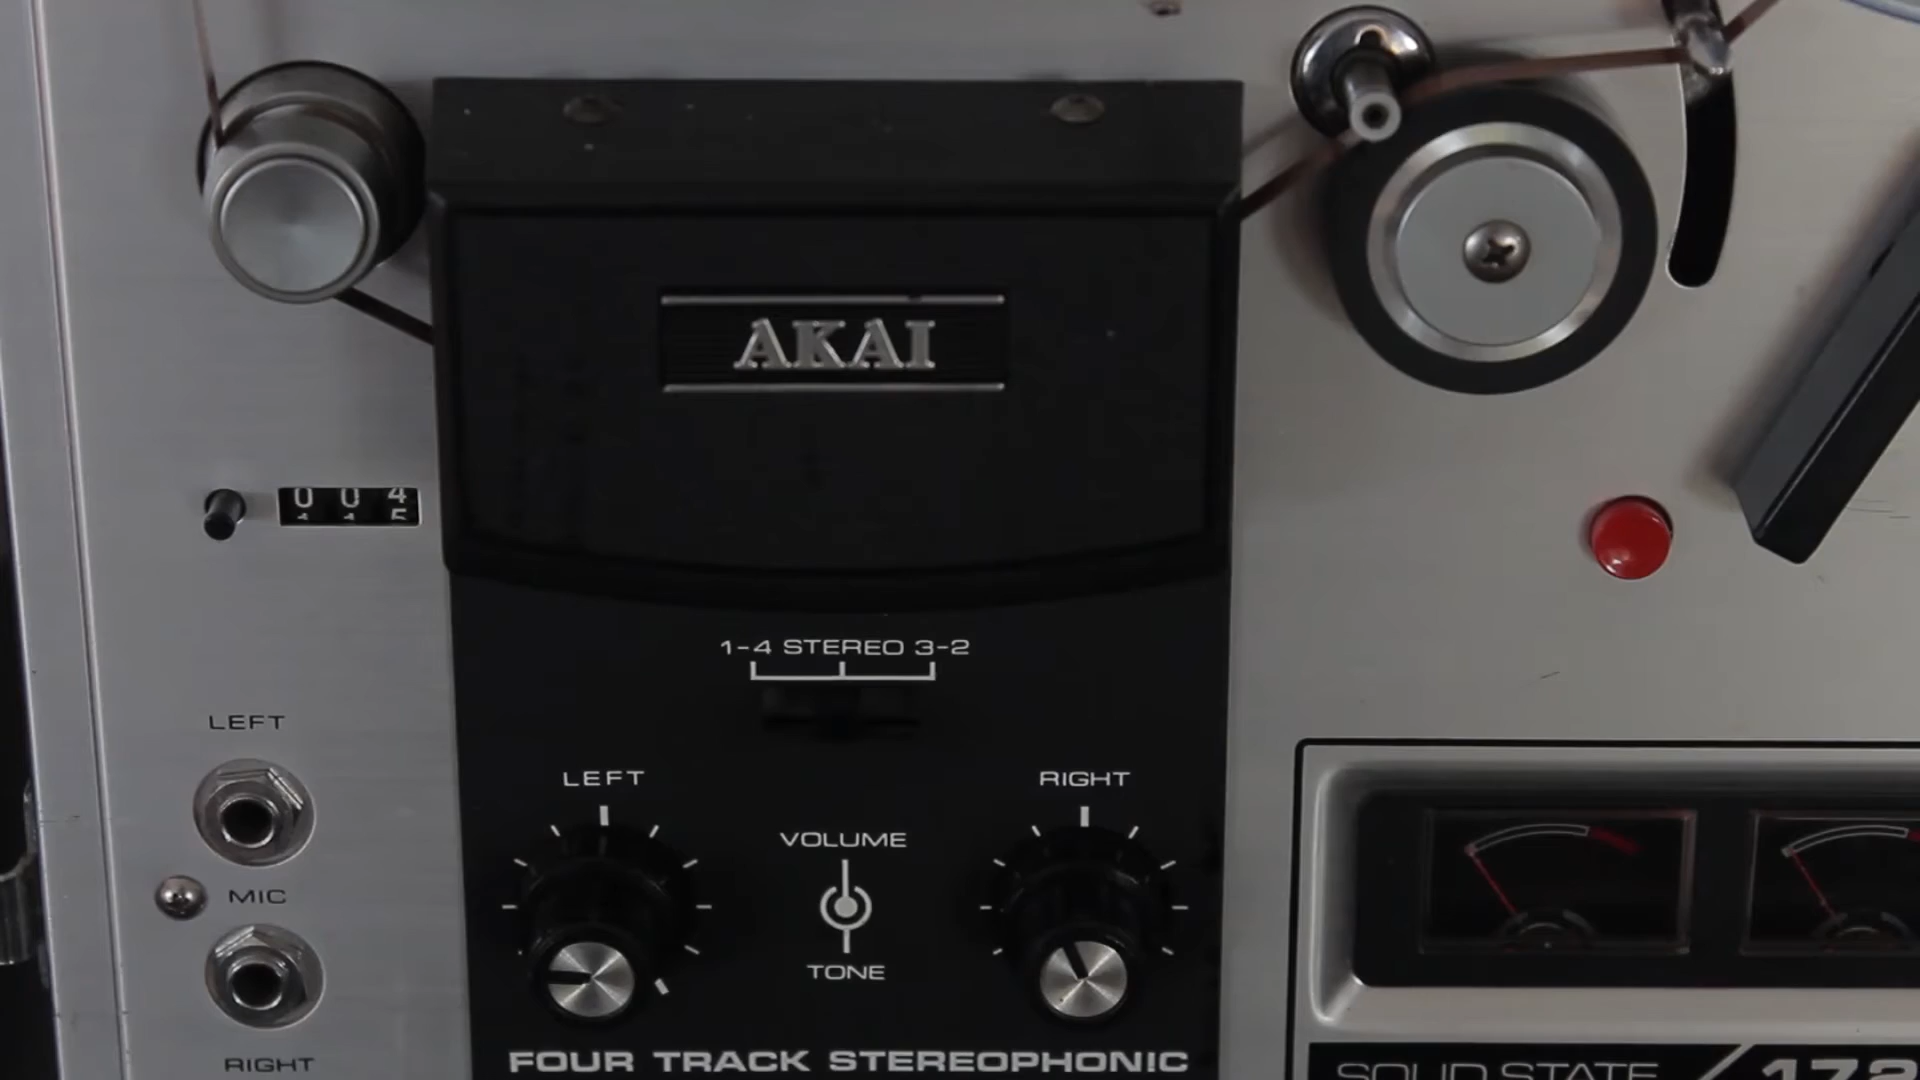 AKAI
0 0 4
5
1-4 STEREO 3-2
LEFT
LEFT
RIGHT
VOLUME
MIC
TONE
RIGHT
FOUR TRACK STEREOPHONIC
SOLID STATE